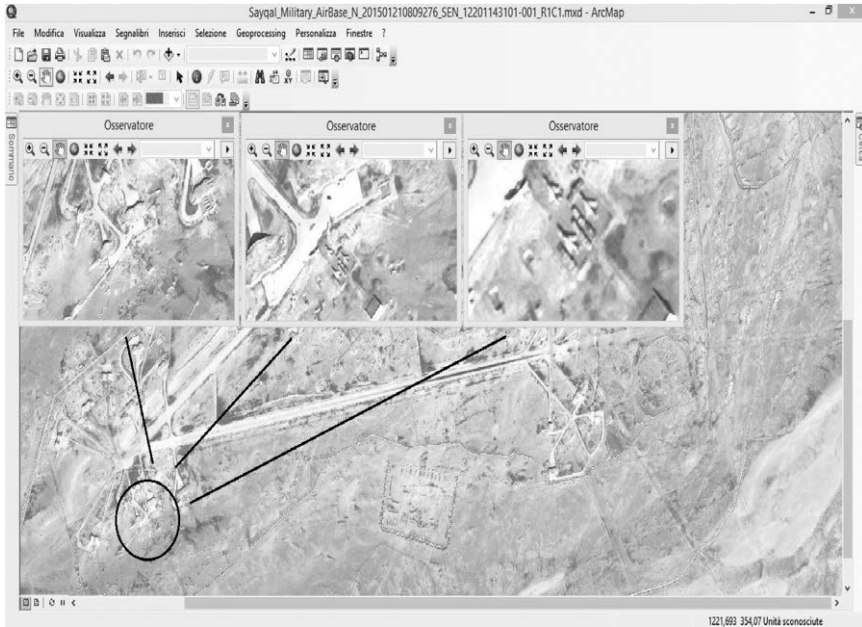 Sayqal_Military_AirBase_N_201501210809276_SEN_12201143101-001_R1C1.mxd - ArcMap
File Modifica Visualizza Segnalibri Inserisci Selezione Geoprocessing Personalizza Finestre ?
Osservatore
Osservatore
Osservatore
Sommario
1221,693 354,07 Unità sconosciute